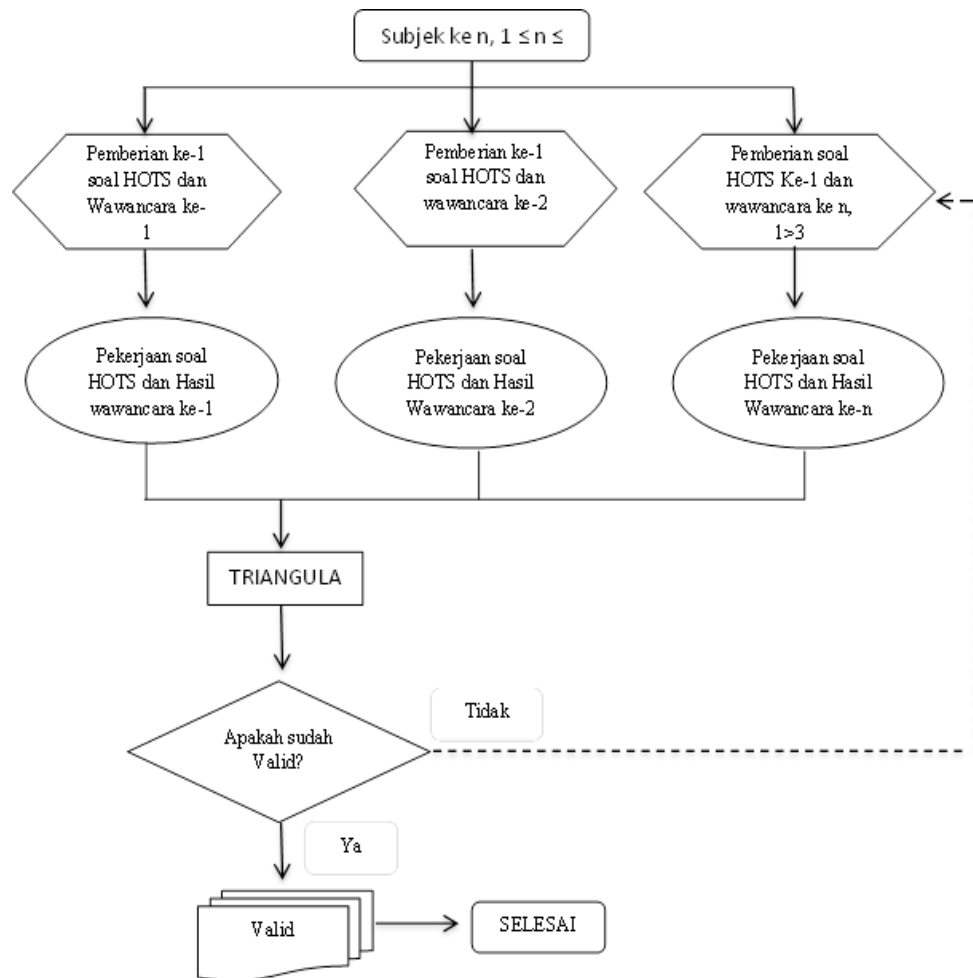 Subjek ke n, 1 ≤ n ≤
Pemberian ke-1
soal HOTS dan
Wawancara ke-
1
Pemberian ke-1
soal HOTS dan
wawancara ke-2
Pemberian soal
HOTS Ke-1 dan
wawancara ke n,
1>3
Pekerjaan soal
HOTS dan Hasil
wawancara ke-1
Pekerjaan soal
HOTS dan Hasil
Wawancara ke-2
Pekerjaan soal
HOTS dan Hasil
Wawancara ke-n
TRIANGULA
Apakah sudah
Valid?
Tidak
Ya
Valid
SELESAI